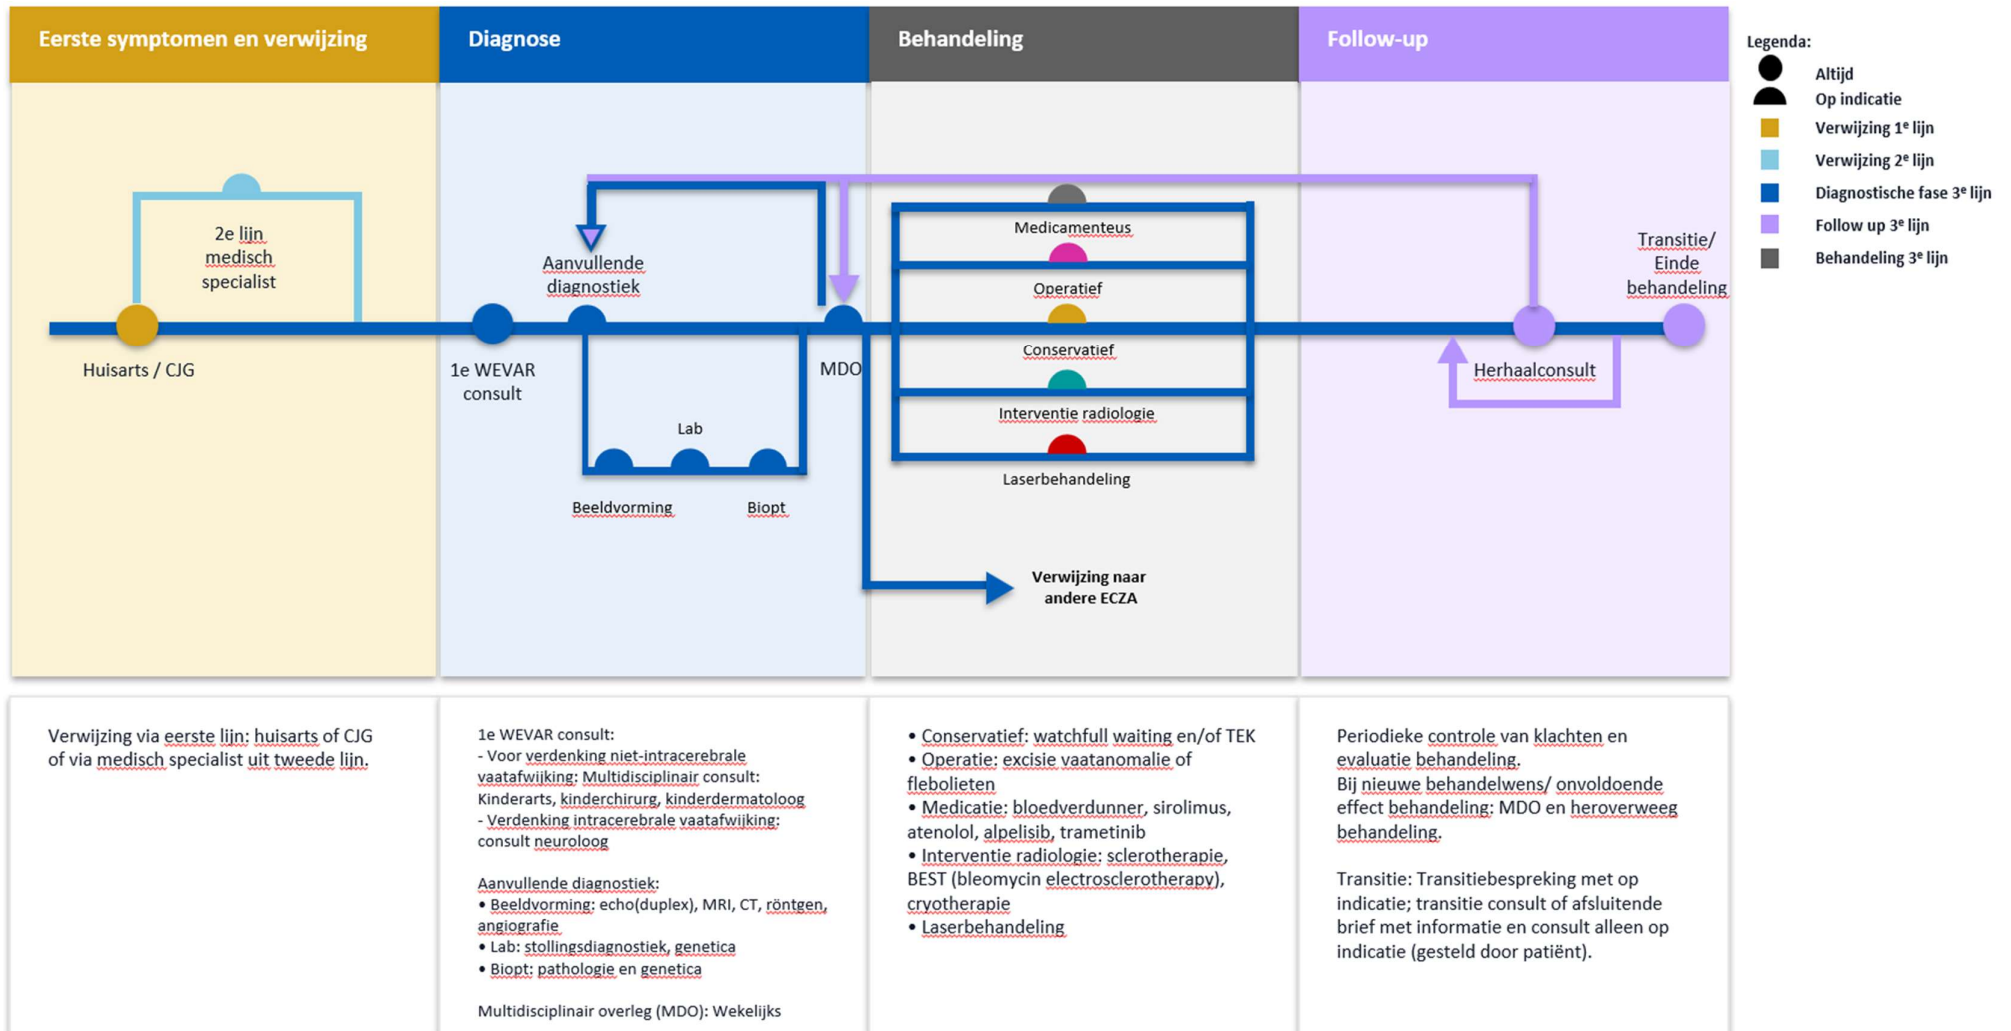 Eerste symptomen en verwijzing
Diagnose
Behandeling
Follow-up
Legenda:
Altijd
Op indicatie
Verwijzing 1e lijn
Verwijzing 2e lijn
Diagnostische fase 3e lijn
Follow up 3e lijn
Behandeling 3e lijn
2e lijn
medisch
specialist
Huisarts / CJG
Aanvullende
diagnostiek
1e WEVAR
consult
MDO
Lab
Beeldvorming
Biopt
Medicamenteus
Operatief
Conservatief
Interventie radiologie
Laserbehandeling
Verwijzing naar
andere ECZA
Transitie/
Einde
behandeling
Herhaalconsult
Verwijzing via eerste lijn: huisarts of CJG
of via medisch specialist uit tweede lijn.
1e WEVAR consult:
- Voor verdenking niet-intracerebrale
vaatafwijking: Multidisciplinair consult:
Kinderarts, kinderchirurg, kinderdermatoloog
- Verdenking intracerebrale vaatafwijking:
consult neuroloog
Aanvullende diagnostiek:
• Beeldvorming: echo(duplex), MRI, CT, röntgen,
angiografie
• Lab: stollingsdiagnostiek, genetica
• Biopt: pathologie en genetica
Multidisciplinair overleg (MDO): Wekelijks
• Conservatief: watchfull waiting en/of TEK
• Operatie: excisie vaatanomalie of
flebolieten
• Medicatie: bloedverdunner, sirolimus,
atenolol, alpelisib, trametinib
• Interventie radiologie: sclerotherapie,
BEST (bleomycin electrosclerotherapy),
cryotherapie
• Laserbehandeling
Periodieke controle van klachten en
evaluatie behandeling.
Bij nieuwe behandelwens/ onvoldoende
effect behandeling: MDO en heroverweeg
behandeling.
Transitie: Transitiebespreking met op
indicatie; transitie consult of afsluitende
brief met informatie en consult alleen op
indicatie (gesteld door patiënt).